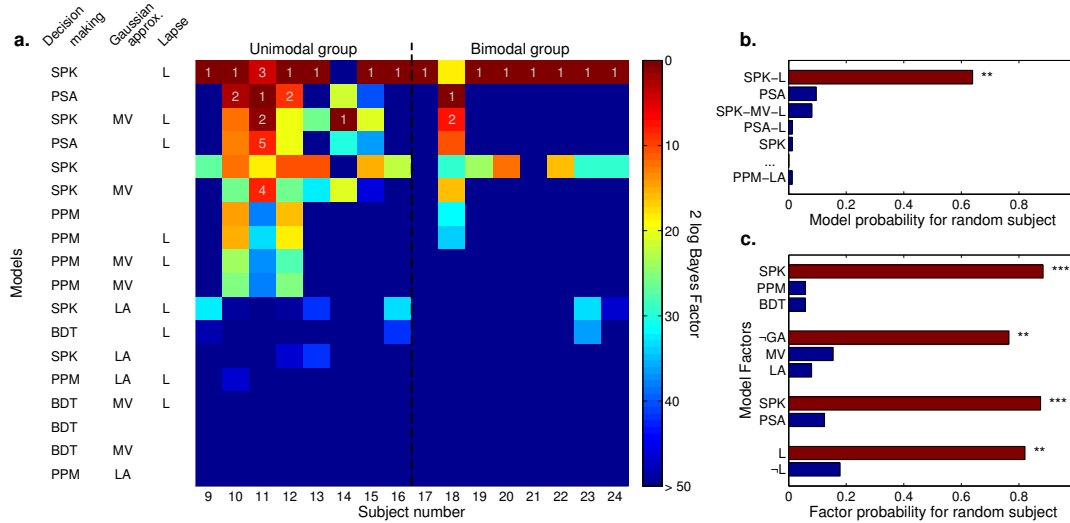 a.
Decision making
Gaussian approx.
Lapse
Unimodal group
Bimodal group
SPK L 1 1 3 1 1 1 1 1 1 1 1 1 1 1
PSA 2 1 2 1
SPK MV L 2 1 2
PSA L 5
SPK
SPK MV 4
PPM
PPM L
PPM MV L
PPM MV
SPK LA L
BDT L
SPK LA
PPM LA L
BDT MV L
BDT
BDT MV
PPM LA
Models
9 10 11 12 13 14 15 16 17 18 19 20 21 22 23 24
Subject number
0
10
20
30
40
> 50
2 log Bayes Factor
b.
SPK−L **
PSA
SPK−MV−L
PSA−L
SPK
...
PPM−LA
0 0.2 0.4 0.6 0.8
Model probability for random subject
c.
Model Factors
SPK ***
PPM
BDT
¬GA **
MV
LA
SPK ***
PSA
L **
¬L
0 0.2 0.4 0.6 0.8
Factor probability for random subject